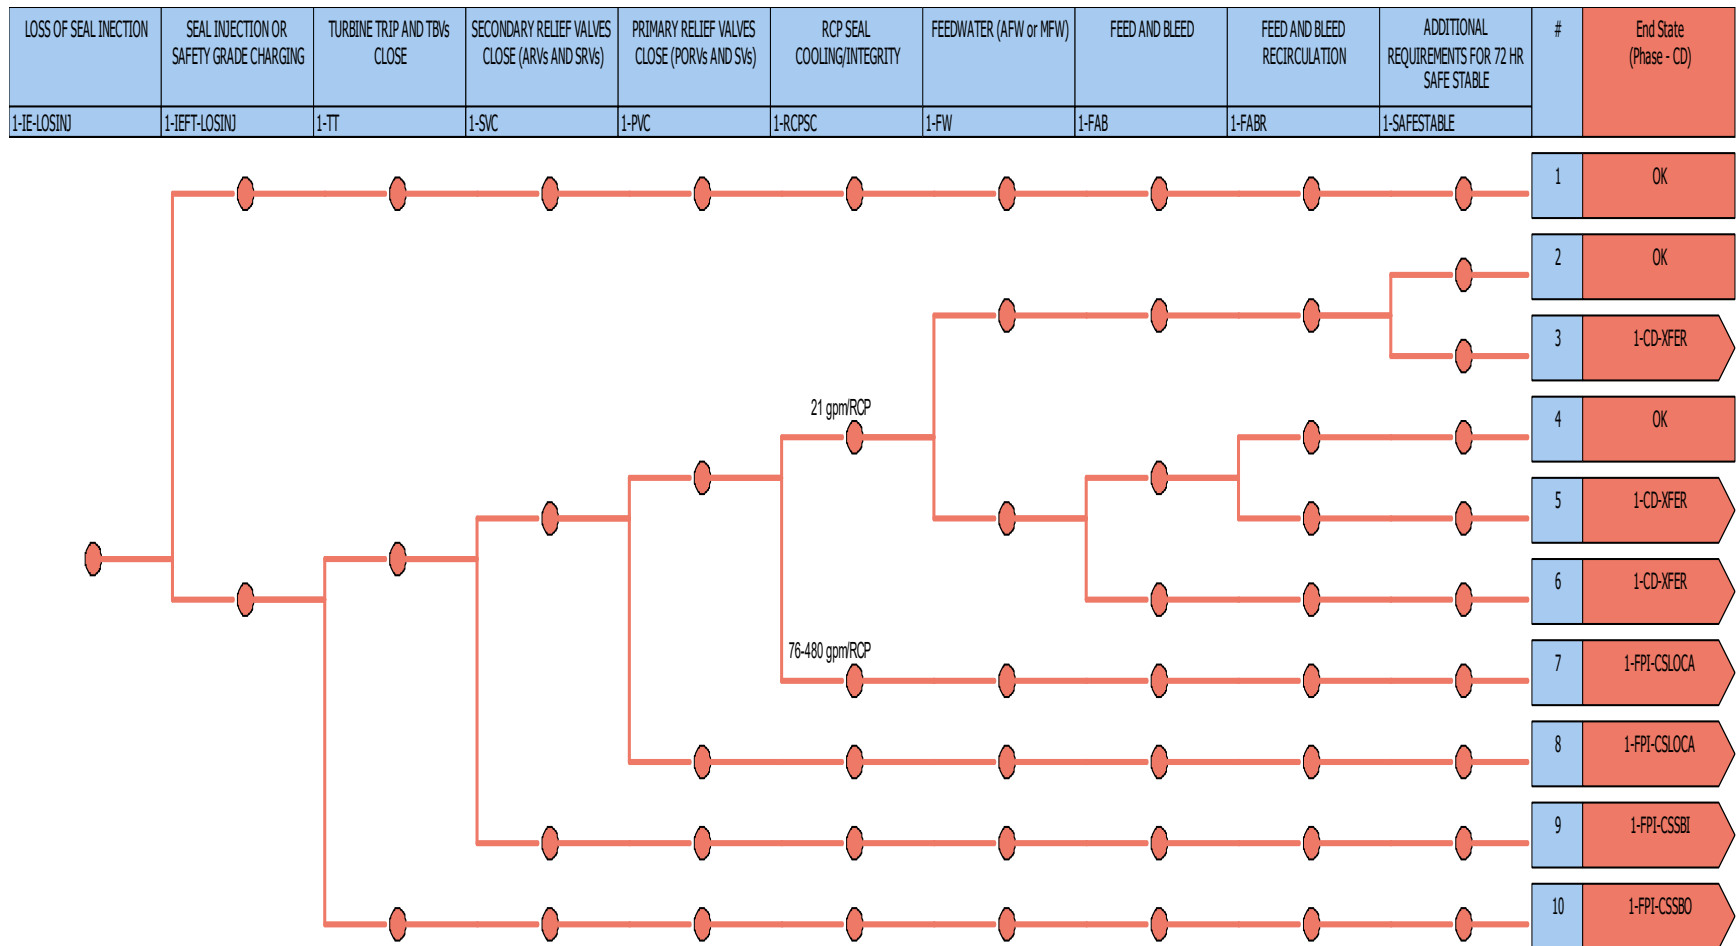 LOSS OF SEAL INECTION
SEAL INJECTION OR
SAFETY GRADE CHARGING
TURBINE TRIP AND TBVs
CLOSE
SECONDARY RELIEF VALVES
CLOSE (ARVs AND SRVs)
PRIMARY RELIEF VALVES
CLOSE (PORVs AND SVs)
RCP SEAL
COOLING/INTEGRITY
FEEDWATER (AFW or MFW)
FEED AND BLEED
FEED AND BLEED
RECIRCULATION
ADDITIONAL
REQUIREMENTS FOR 72 HR
SAFE STABLE
#
End State
(Phase - CD)
1-IE-LOSINJ
1-IEFT-LOSINJ
1-TT
1-SVC
1-PVC
1-RCPSC
1-FW
1-FAB
1-FABR
1-SAFESTABLE
1
OK
2
OK
3
1-CD-XFER
21 gpm/RCP
4
OK
5
1-CD-XFER
6
1-CD-XFER
76-480 gpm/RCP
7
1-FPI-CSLOCA
8
1-FPI-CSLOCA
9
1-FPI-CSSBI
10
1-FPI-CSSBO